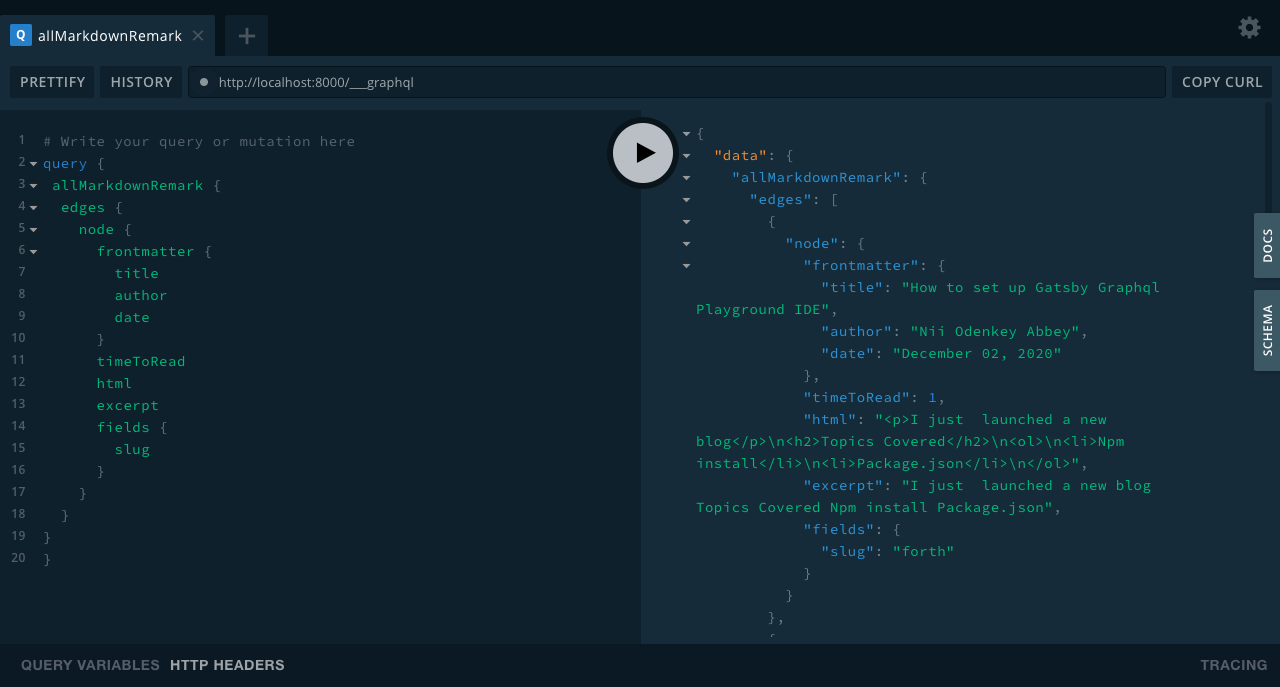 Q allMarkdownRemark
PRETTIFY HISTORY http://localhost:8000/___graphql COPY CURL
1 # Write your query or mutation here
2 query {
3 allMarkdownRemark {
4 edges {
5 node {
6 frontmatter {
7 title
8 author
9 date
10 }
11 timeToRead
12 html
13 excerpt
14 fields {
15 slug
16 }
17 }
18 }
19 }
20 }
{
"data": {
"allMarkdownRemark": {
"edges": [
{
"node": {
"frontmatter": {
"title": "How to set up Gatsby Graphql
Playground IDE",
"author": "Nii Odenkey Abbey",
"date": "December 02, 2020"
},
"timeToRead": 1,
"html": "<p>I just  launched a new
blog</p>\n<h2>Topics Covered</h2>\n<ol>\n<li>Npm
install</li>\n<li>Package.json</li>\n</ol>",
"excerpt": "I just  launched a new blog
Topics Covered Npm install Package.json",
"fields": {
"slug": "forth"
}
}
},
{
DOCS
SCHEMA
QUERY VARIABLES HTTP HEADERS TRACING